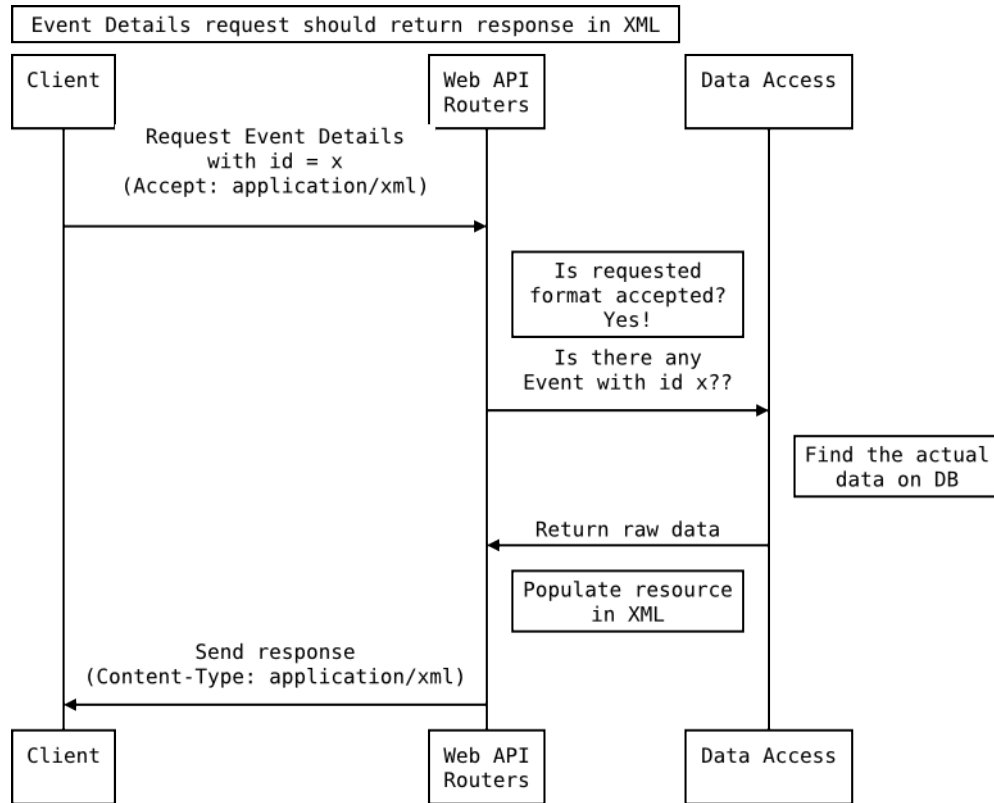 Event Details request should return response in XML
Client
Web API
Routers
Data Access
Request Event Details
with id = x
(Accept: application/xml)
Is requested
format accepted?
Yes!
Is there any
Event with id x??
Find the actual
data on DB
Return raw data
Populate resource
in XML
Send response
(Content-Type: application/xml)
Client
Web API
Routers
Data Access